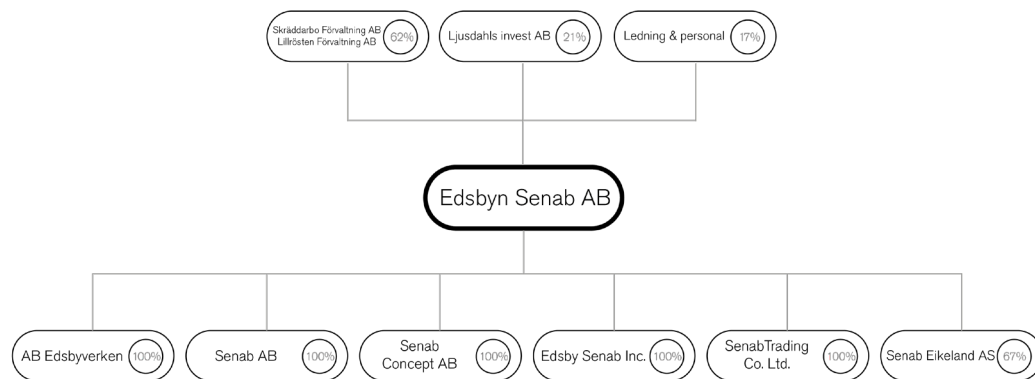 Skräddarbo Förvaltning AB
Lillrösten Förvaltning AB
62%
Ljusdahls invest AB
21%
Ledning & personal
17%
Edsbyn Senab AB
AB Edsbyverken
100%
Senab AB
100%
Senab
Concept AB
100%
Edsby Senab Inc.
100%
SenabTrading
Co. Ltd.
100%
Senab Eikeland AS
67%